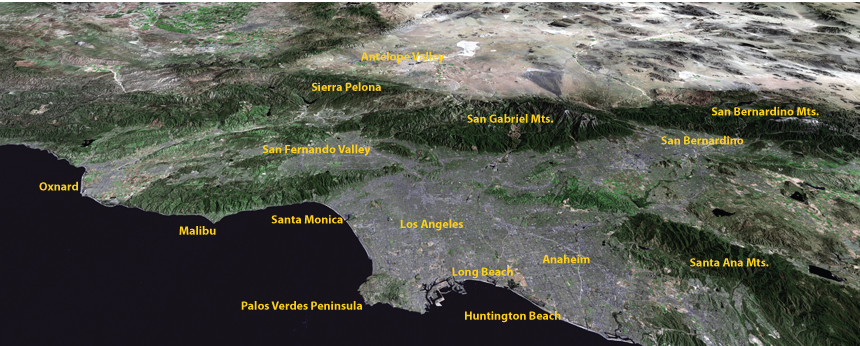 Antelope Valley
Sierra Pelona
San Gabriel Mts.
San Bernardino Mts.
San Fernando Valley
San Bernardino
Oxnard
Malibu
Santa Monica
Los Angeles
Anaheim
Santa Ana Mts.
Long Beach
Palos Verdes Peninsula
Huntington Beach